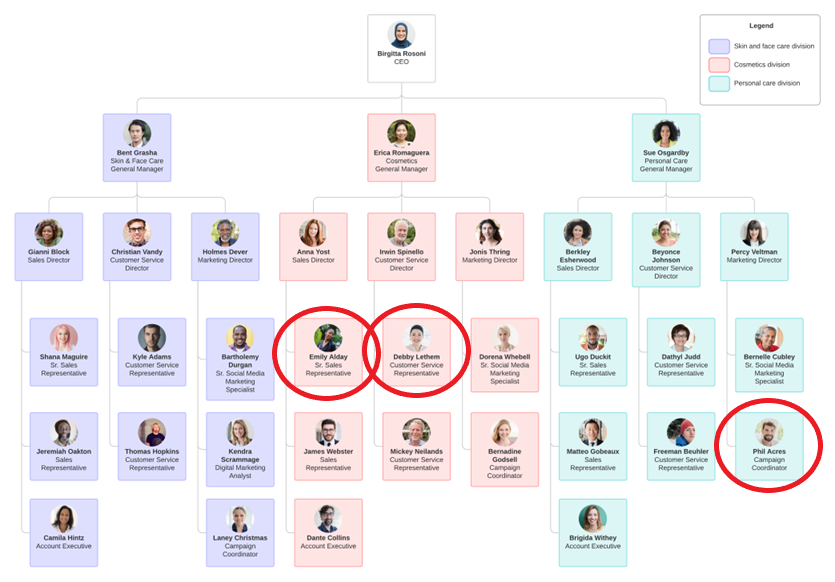 Birgitta Rosoni
CEO
Legend
Skin and face care division
Cosmetics division
Personal care division
Bent Grasha
Skin & Face Care
General Manager
Erica Romaguera
Cosmetics
General Manager
Sue Osgardby
Personal Care
General Manager
Gianni Block
Sales Director
Christian Vandy
Customer Service
Director
Holmes Dever
Marketing Director
Anna Yost
Sales Director
Irwin Spinello
Customer Service
Director
Jonis Thring
Marketing Director
Berkley
Esherwood
Sales Director
Beyonce
Johnson
Customer Service
Director
Percy Veltman
Marketing Director
Shana Maguire
Sr. Sales
Representative
Kyle Adams
Customer Service
Representative
Bartholemy
Durgan
Sr. Social Media
Marketing
Specialist
Emily Alday
Sr. Sales
Representative
Debby Lethem
Customer Service
Representative
Dorena Whebell
Sr. Social Media
Marketing
Specialist
Ugo Duckit
Sr. Sales
Representative
Dathyl Judd
Customer Service
Representative
Bernelle Cubley
Sr. Social Media
Marketing
Specialist
Jeremiah Oakton
Sales
Representative
Thomas Hopkins
Customer Service
Representative
Kendra
Scrammage
Digital Marketing
Analyst
James Webster
Sales
Representative
Mickey Neilands
Customer Service
Representative
Bernadine
Godsell
Campaign
Coordinator
Matteo Gobeaux
Sales
Representative
Freeman Beuhler
Customer Service
Representative
Phil Acres
Campaign
Coordinator
Camila Hintz
Account Executive
Laney Christmas
Campaign
Coordinator
Dante Collins
Account Executive
Brigida Withey
Account Executive